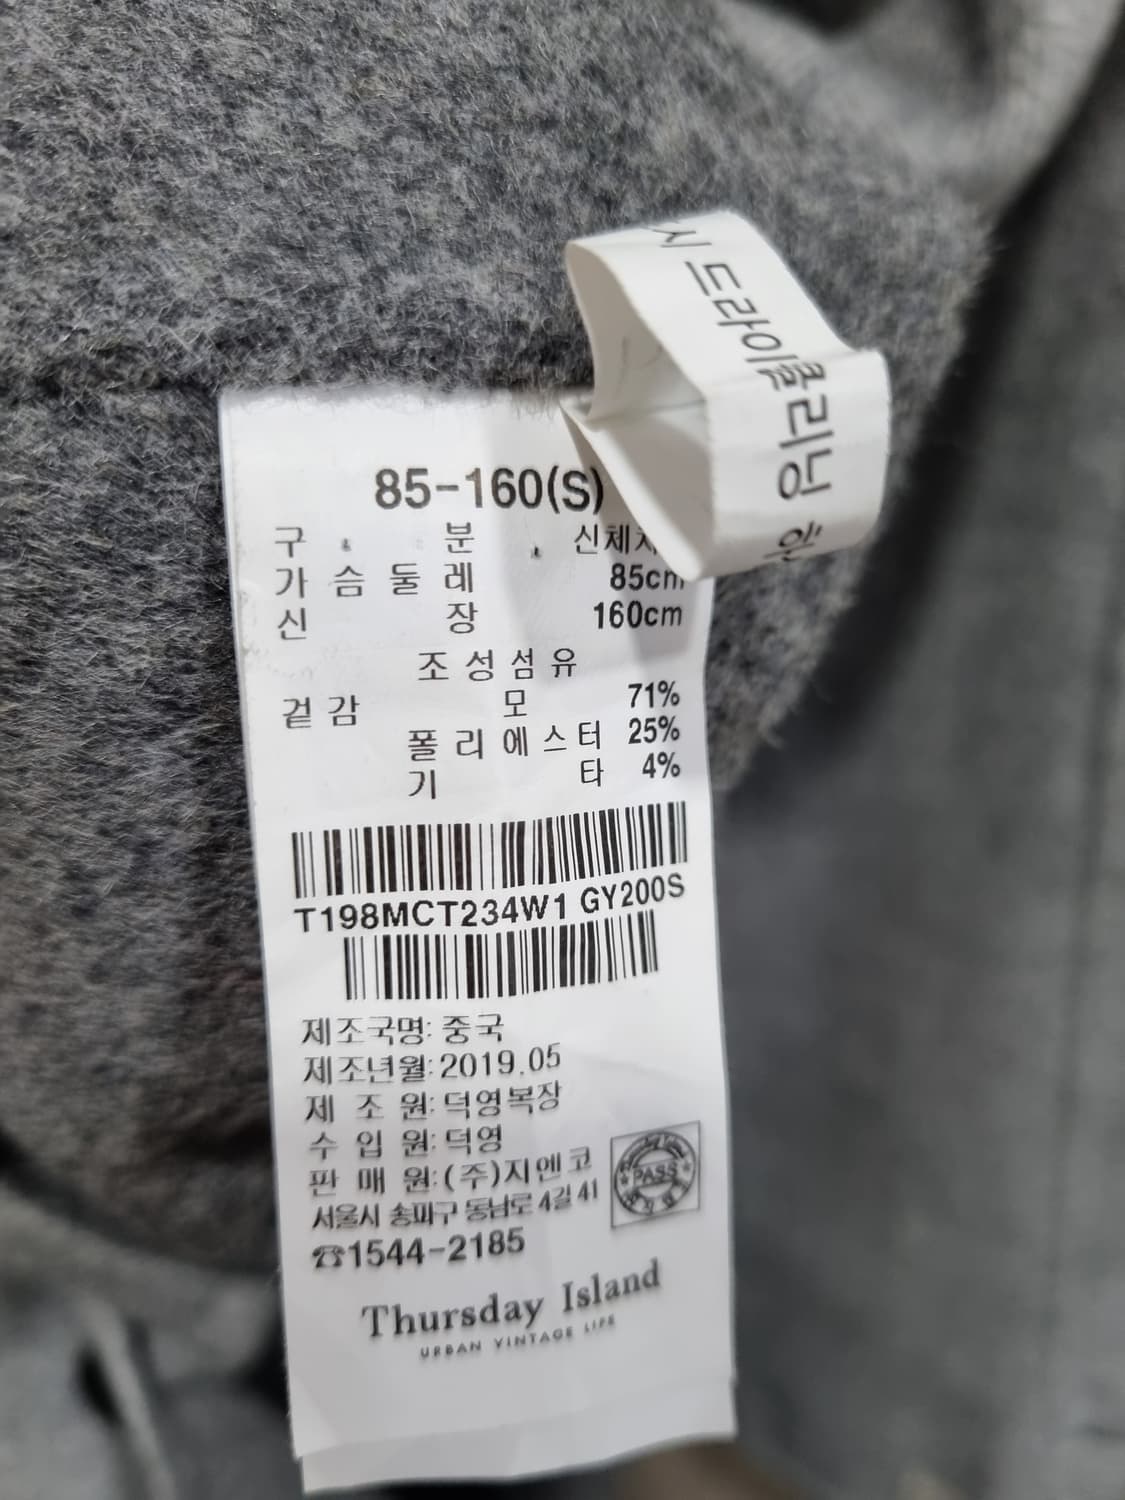 드라이클리닝
85-160(S)
구 분 신체
가 슴 둘 레 85cm
신 장 160cm
조 성 섬 유
겉 감 모 71%
폴 리 에 스 터 25%
기 타 4%
T198MCT234W1 GY200S
제조국명: 중국
제조년월:2019.05
제 조 원: 덕영복장
수 입 원: 덕영
판 매 원:(주)지엔코
서울시 송파구 동남로 4길 41
☎1544-2185
PASS
Thursday Island
URBAN VINTAGE LIFE